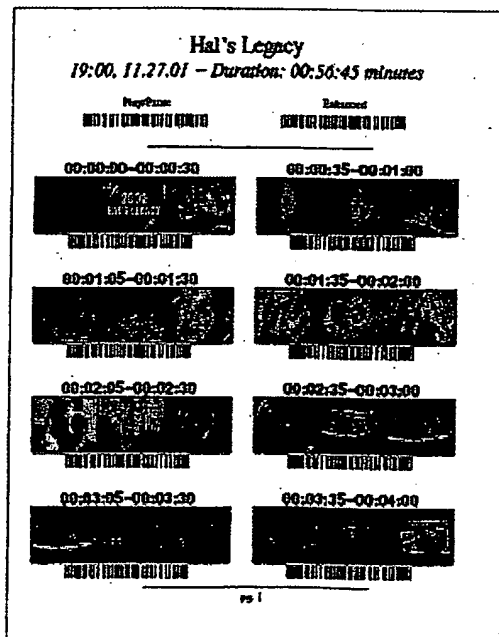 Hal's Legacy
19:00, 11.27.01 – Duration: 00:56:45 minutes
Play/Pause Enhanced
00:00:00–00:00:30 00:00:35–00:01:00
00:01:05–00:01:30 00:01:35–00:02:00
00:02:05–00:02:30 00:02:35–00:03:00
00:03:05–00:03:30 00:03:35–00:04:00
pg 1